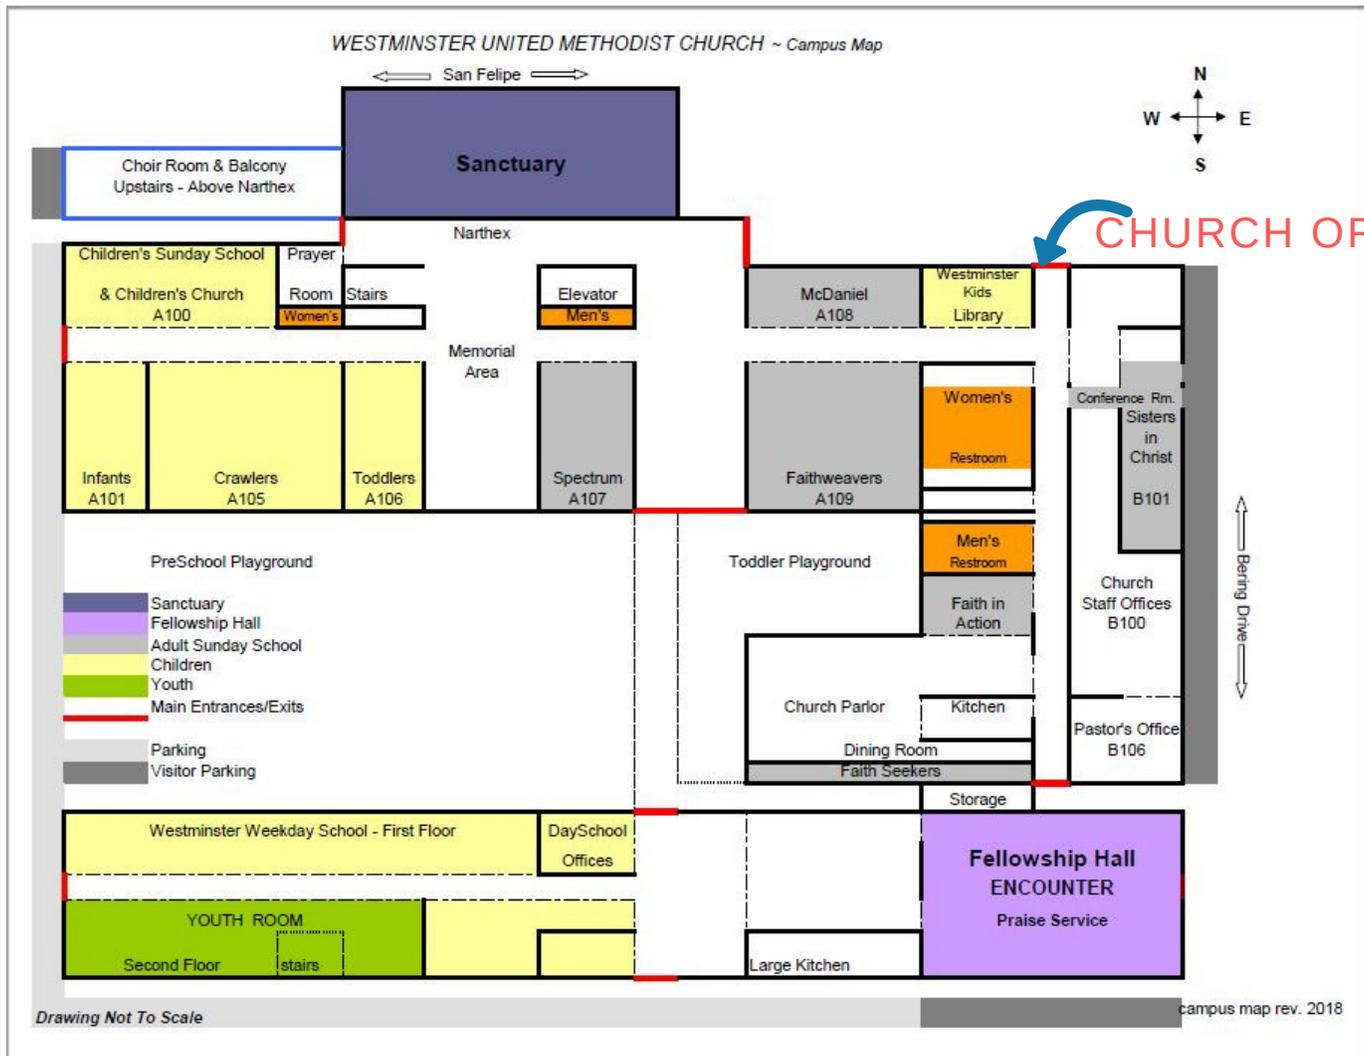 WESTMINSTER UNITED METHODIST CHURCH ~ Campus Map
San Felipe
N
W E
S
Choir Room & Balcony
Upstairs - Above Narthex
Sanctuary
CHURCH OF
Narthex
Children's Sunday School
& Children's Church
A100
Prayer
Room
Women's
Stairs
Elevator
Men's
McDaniel
A108
Westminster
Kids
Library
Memorial
Area
Infants
A101
Crawlers
A105
Toddlers
A106
Spectrum
A107
Faithweavers
A109
Women's
Restroom
Conference Rm.
Sisters
in
Christ
B101
PreSchool Playground
Toddler Playground
Men's
Restroom
Faith in
Action
Church
Staff Offices
B100
Bering Drive
Sanctuary
Fellowship Hall
Adult Sunday School
Children
Youth
Main Entrances/Exits
Parking
Visitor Parking
Church Parlor
Kitchen
Dining Room
Faith Seekers
Pastor's Office
B106
Storage
Westminster Weekday School - First Floor
DaySchool
Offices
Fellowship Hall
ENCOUNTER
Praise Service
YOUTH ROOM
Second Floor
stairs
Large Kitchen
Drawing Not To Scale
campus map rev. 2018